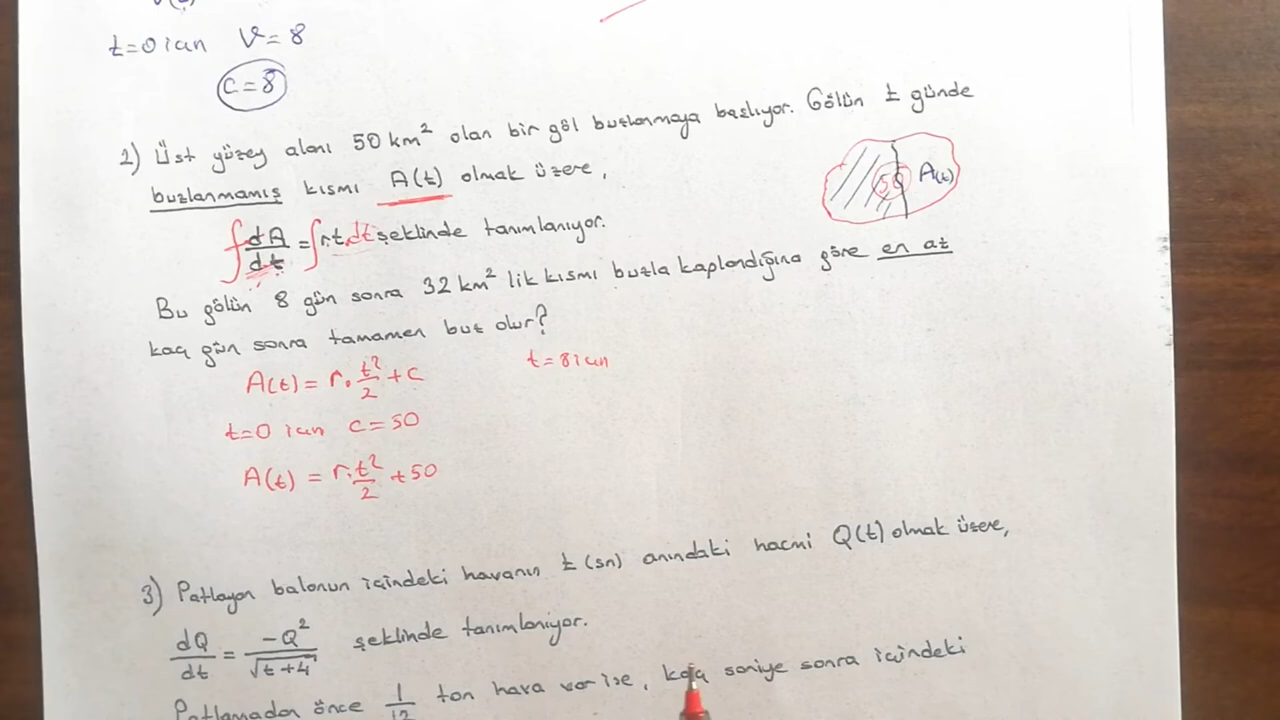 t=0 için V=8
c=8
2) Üst yüzey alanı 50 km² olan bir göl buzlanmaya başlıyor. Gölün t günde
buzlanmamış kısmı A(t) olmak üzere,
50 A(t)
∫dA/dt = ∫r.t.dt şeklinde tanımlanıyor.
Bu gölün 8 gün sonra 32 km² lik kısmı buzla kaplandığına göre en az
kaç gün sonra tamamen buz olur?
A(t) = r.t²/2 + c
t=8 için
t=0 için c=50
A(t) = r.t²/2 + 50
3) Patlayan balonun içindeki havanın t (sn) anındaki hacmi Q(t) olmak üzere,
dQ/dt = -Q²/√t+4 şeklinde tanımlanıyor.
Patlamadan önce 1/12 ton hava var ise, kaç saniye sonra içindeki